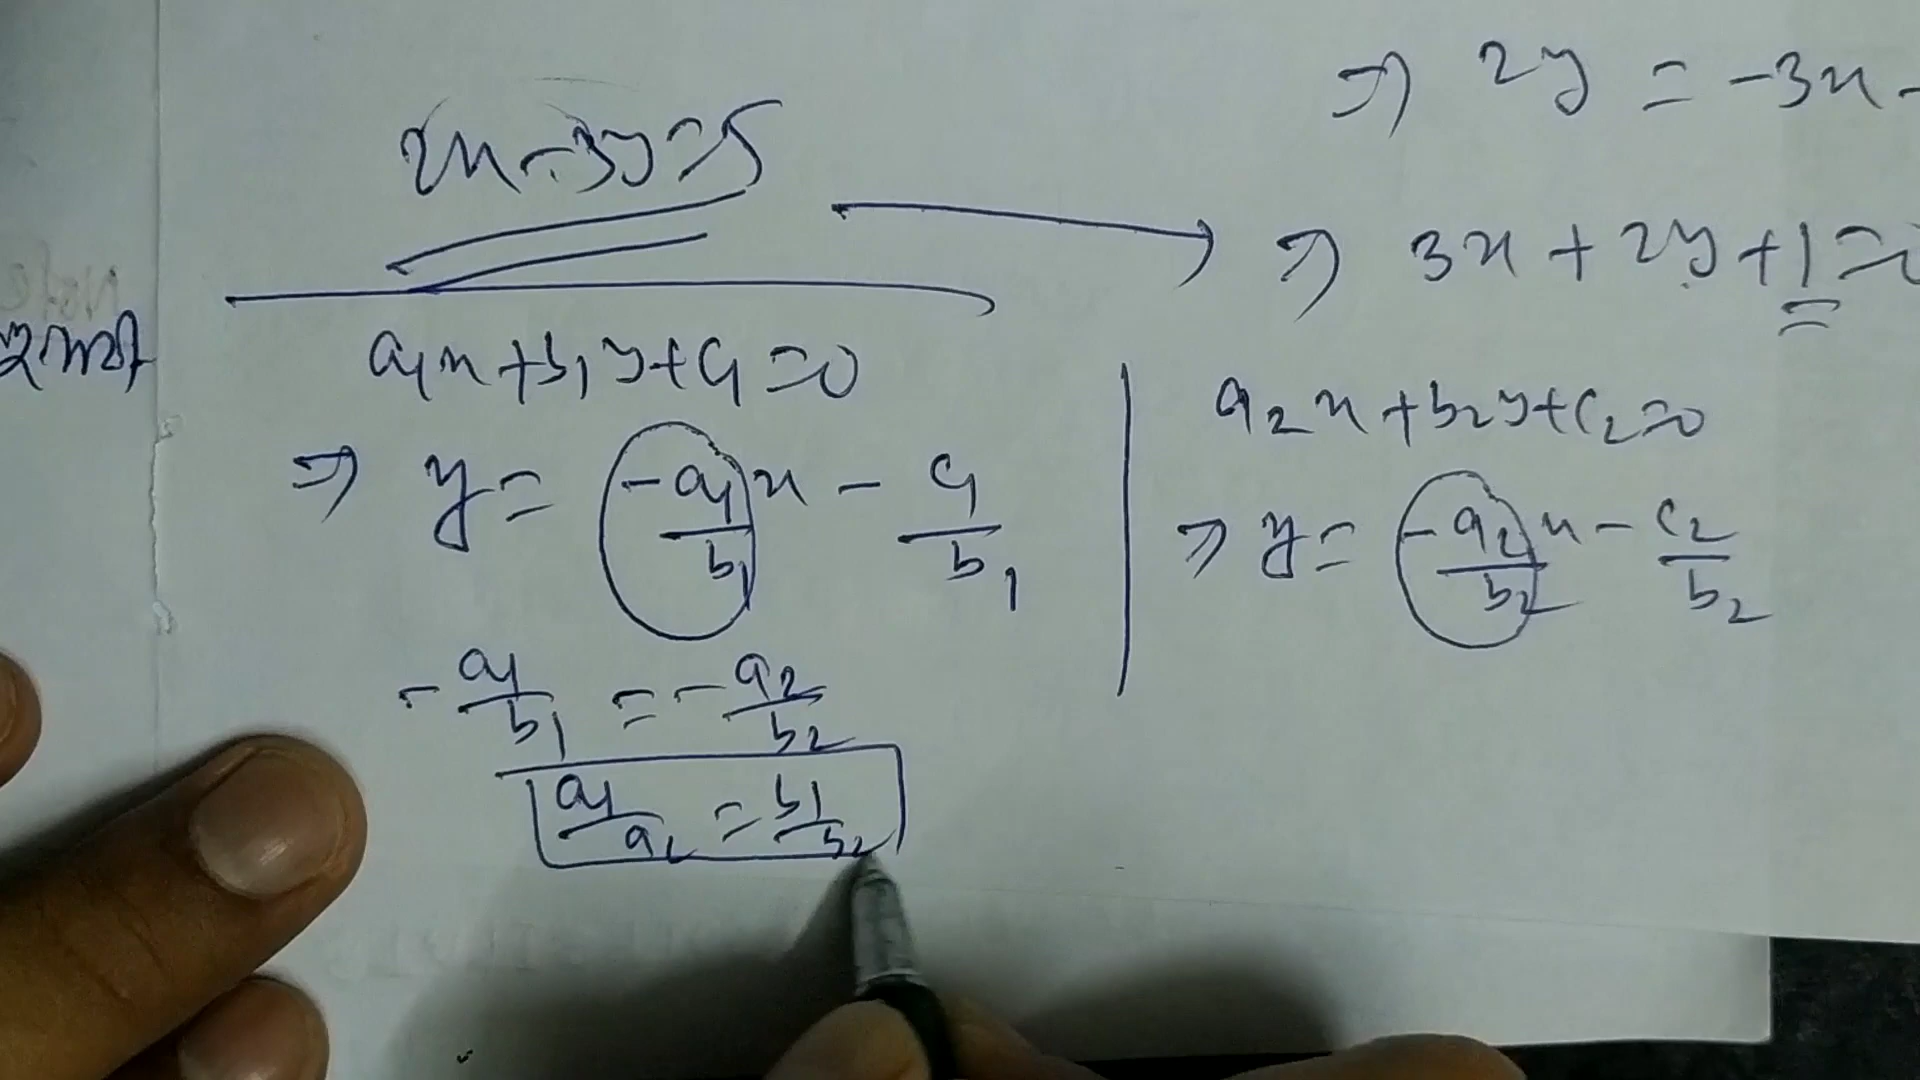 2x-3y=5
⇒ 2y = -3x-
⇒ 3x+2y+1=0
a₁x+b₁y+c₁=0
⇒ y = -a₁/b₁ x - c₁/b₁
a₂x+b₂y+c₂=0
⇒ y = -a₂/b₂ x - c₂/b₂
-a₁/b₁ = -a₂/b₂
a₁/a₂ = b₁/b₂